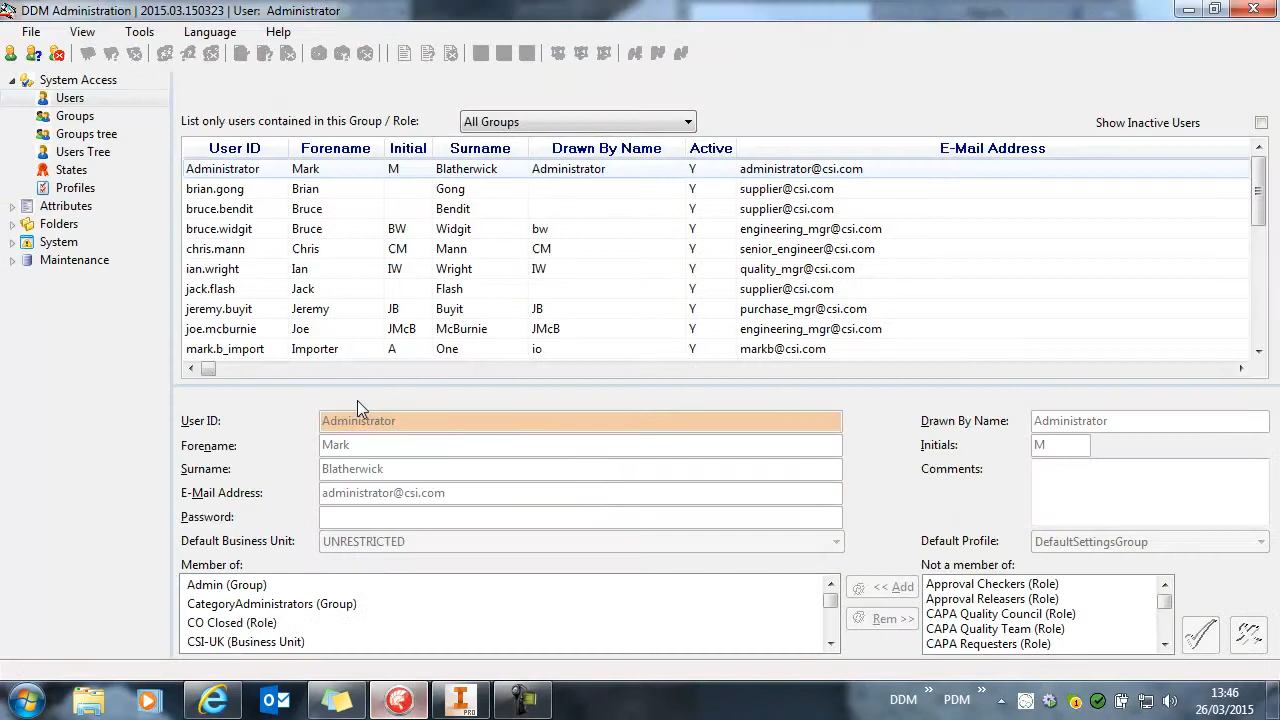 DDM Administration | 2015.03.150323 | User: Administrator
File View Tools Language Help
System Access
Users
Groups
Groups tree
Users Tree
States
Profiles
Attributes
Folders
System
Maintenance
List only users contained in this Group / Role: All Groups Show Inactive Users
User ID Forename Initial Surname Drawn By Name Active E-Mail Address
Administrator Mark M Blatherwick Administrator Y administrator@csi.com
brian.gong Brian Gong Y supplier@csi.com
bruce.bendit Bruce Bendit Y supplier@csi.com
bruce.widgit Bruce BW Widgit bw Y engineering_mgr@csi.com
chris.mann Chris CM Mann CM Y senior_engineer@csi.com
ian.wright Ian IW Wright IW Y quality_mgr@csi.com
jack.flash Jack Flash Y supplier@csi.com
jeremy.buyit Jeremy JB Buyit JB Y purchase_mgr@csi.com
joe.mcburnie Joe JMcB McBurnie JMcB Y engineering_mgr@csi.com
mark.b_import Importer A One io Y markb@csi.com
User ID: Administrator Drawn By Name: Administrator
Forename: Mark Initials: M
Surname: Blatherwick Comments:
E-Mail Address: administrator@csi.com
Password:
Default Business Unit: UNRESTRICTED Default Profile: DefaultSettingsGroup
Member of: Not a member of:
Admin (Group)
CategoryAdministrators (Group)
CO Closed (Role)
CSI-UK (Business Unit)
<< Add
Rem >>
Approval Checkers (Role)
Approval Releasers (Role)
CAPA Quality Council (Role)
CAPA Quality Team (Role)
CAPA Requesters (Role)
PRO
DDM » PDM »
13:46
26/03/2015